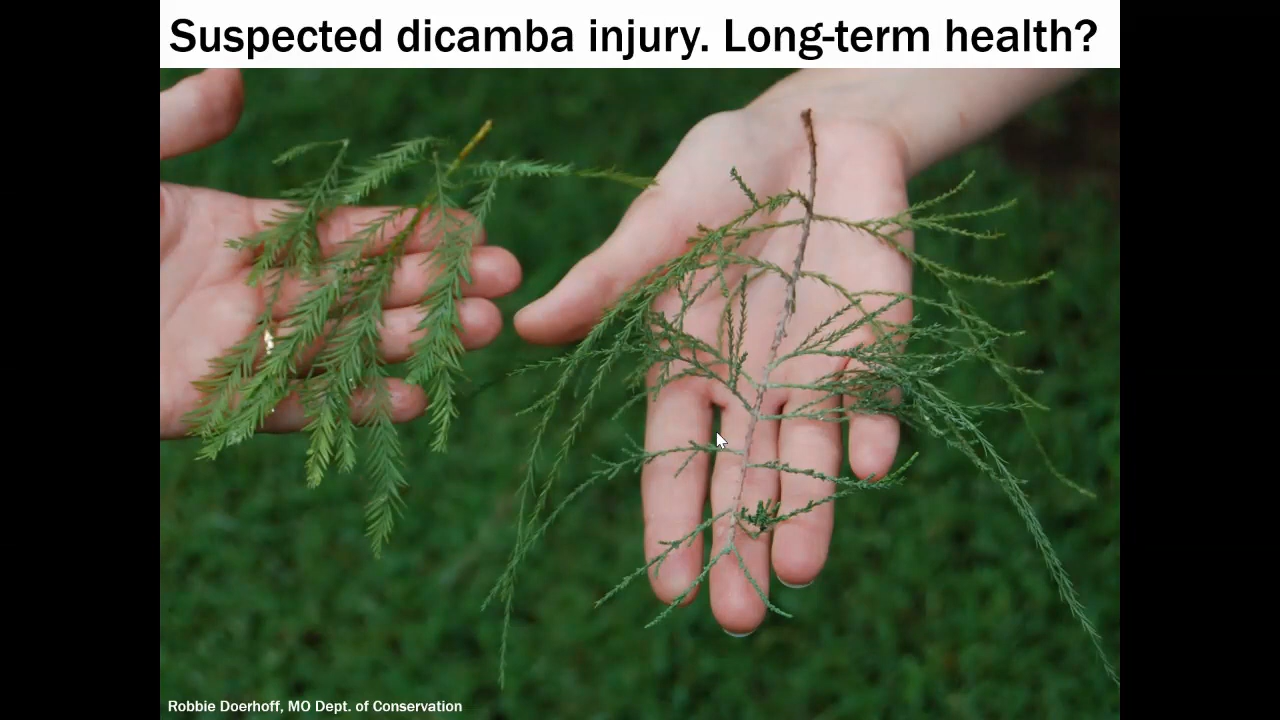 Suspected dicamba injury. Long-term health?
Robbie Doerhoff, MO Dept. of Conservation